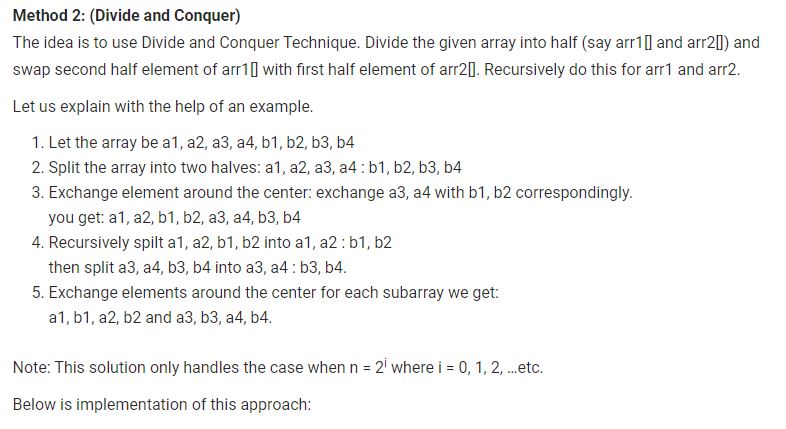 Method 2: (Divide and Conquer)
The idea is to use Divide and Conquer Technique. Divide the given array into half (say arr1[] and arr2[]) and
swap second half element of arr1[] with first half element of arr2[]. Recursively do this for arr1 and arr2.
Let us explain with the help of an example.
1. Let the array be a1, a2, a3, a4, b1, b2, b3, b4
2. Split the array into two halves: a1, a2, a3, a4 : b1, b2, b3, b4
3. Exchange element around the center: exchange a3, a4 with b1, b2 correspondingly.
you get: a1, a2, b1, b2, a3, a4, b3, b4
4. Recursively spilt a1, a2, b1, b2 into a1, a2 : b1, b2
then split a3, a4, b3, b4 into a3, a4 : b3, b4.
5. Exchange elements around the center for each subarray we get:
a1, b1, a2, b2 and a3, b3, a4, b4.
Note: This solution only handles the case when n = 2ⁱ where i = 0, 1, 2, …etc.
Below is implementation of this approach: